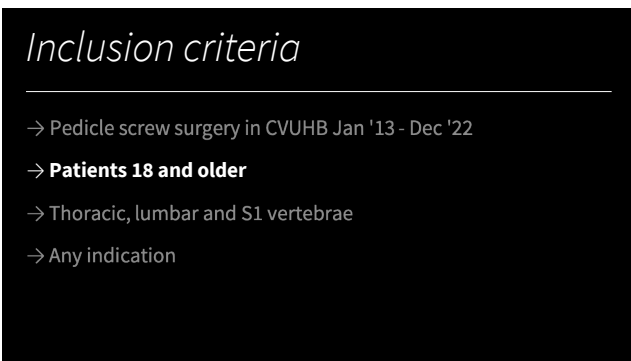 Inclusion criteria
→ Pedicle screw surgery in CVUHB Jan '13 - Dec '22
→ Patients 18 and older
→ Thoracic, lumbar and S1 vertebrae
→ Any indication